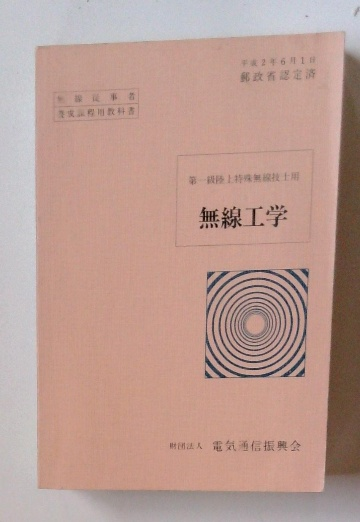 平成2年6月1日
郵政省認定済
無線従事者
養成課程用教科書
第一級陸上特殊無線技士用
無線工学
財団法人 電気通信振興会